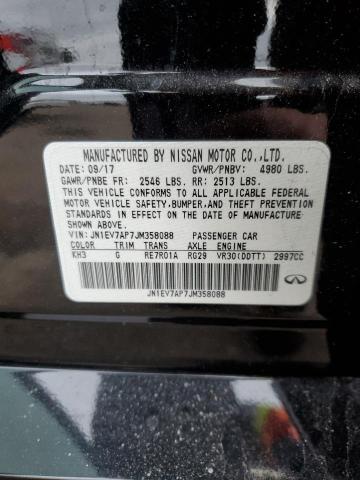 MANUFACTURED BY NISSAN MOTOR CO.,LTD.
DATE: 09/17 GVWR/PNBV: 4980 LBS.
GAWR/PNBE FR: 2546 LBS. RR: 2513 LBS.
THIS VEHICLE CONFORMS TO ALL APPLICABLE FEDERAL
MOTOR VEHICLE SAFETY, BUMPER, AND THEFT PREVENTION
STANDARDS IN EFFECT ON THE DATE OF MANUFACTURE
SHOWN ABOVE.
VIN: JN1EV7AP7JM358088 PASSENGER CAR
COLOR TRIM TRANS AXLE ENGINE
KH3 G RE7R01A RG29 VR30(DDTT) 2997CC
JN1EV7AP7JM358088